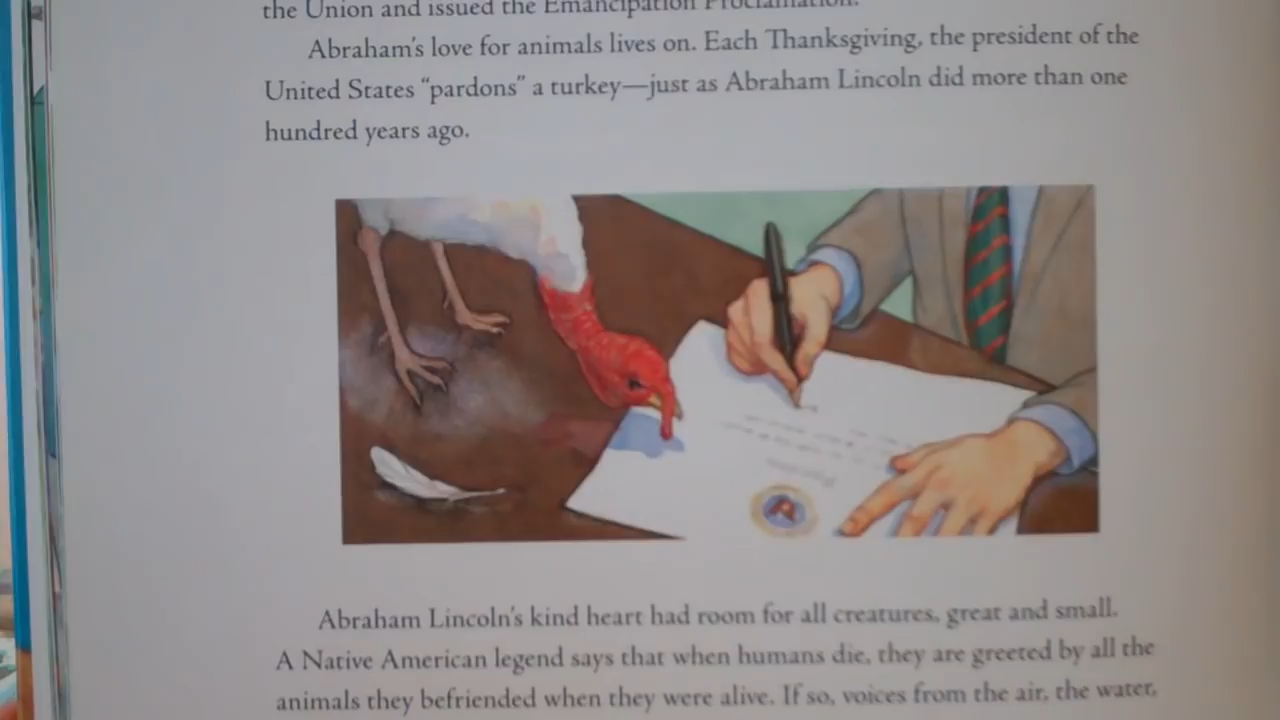 the Union and issued the Emancipation Proclamation.
Abraham's love for animals lives on. Each Thanksgiving, the president of the
United States “pardons” a turkey—just as Abraham Lincoln did more than one
hundred years ago.
Abraham Lincoln's kind heart had room for all creatures, great and small.
A Native American legend says that when humans die, they are greeted by all the
animals they befriended when they were alive. If so, voices from the air, the water,